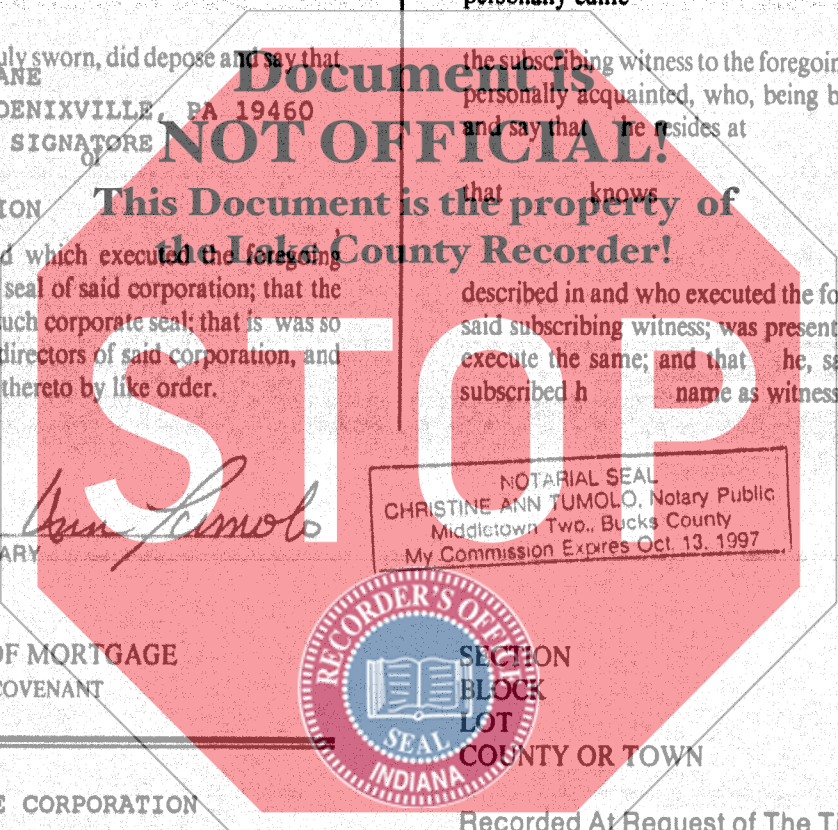 personally came
uly sworn, did depose and say that
ANE
OENIXVILLE, PA 19460
SIGNATORE
of
ION
d which executed the foregoing
seal of said corporation; that the
uch corporate seal; that is was so
directors of said corporation, and
thereto by like order.
the subscribing witness to the foregoin
personally acquainted, who, being b
and say that he resides at
that knows
described in and who executed the fo
said subscribing witness; was present
execute the same; and that he, sa
subscribed h name as witness
Document is
NOT OFFICIAL!
This Document is the property of
the Lake County Recorder!
STOP
Ann Tumolo
ARY
NOTARIAL SEAL
CHRISTINE ANN TUMOLO, Notary Public
Middletown Twp., Bucks County
My Commission Expires Oct. 13, 1997
RECORDER'S OFFICE
SEAL
INDIANA
OF MORTGAGE
COVENANT
SECTION
BLOCK
LOT
COUNTY OR TOWN
E CORPORATION
Recorded At Request of The T